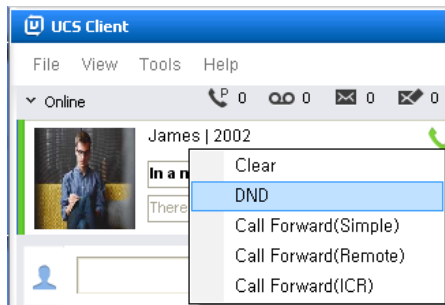 UCS Client
File View Tools Help
Online P 0 0 0 0
James | 2002
In a
There
Clear
DND
Call Forward(Simple)
Call Forward(Remote)
Call Forward(ICR)